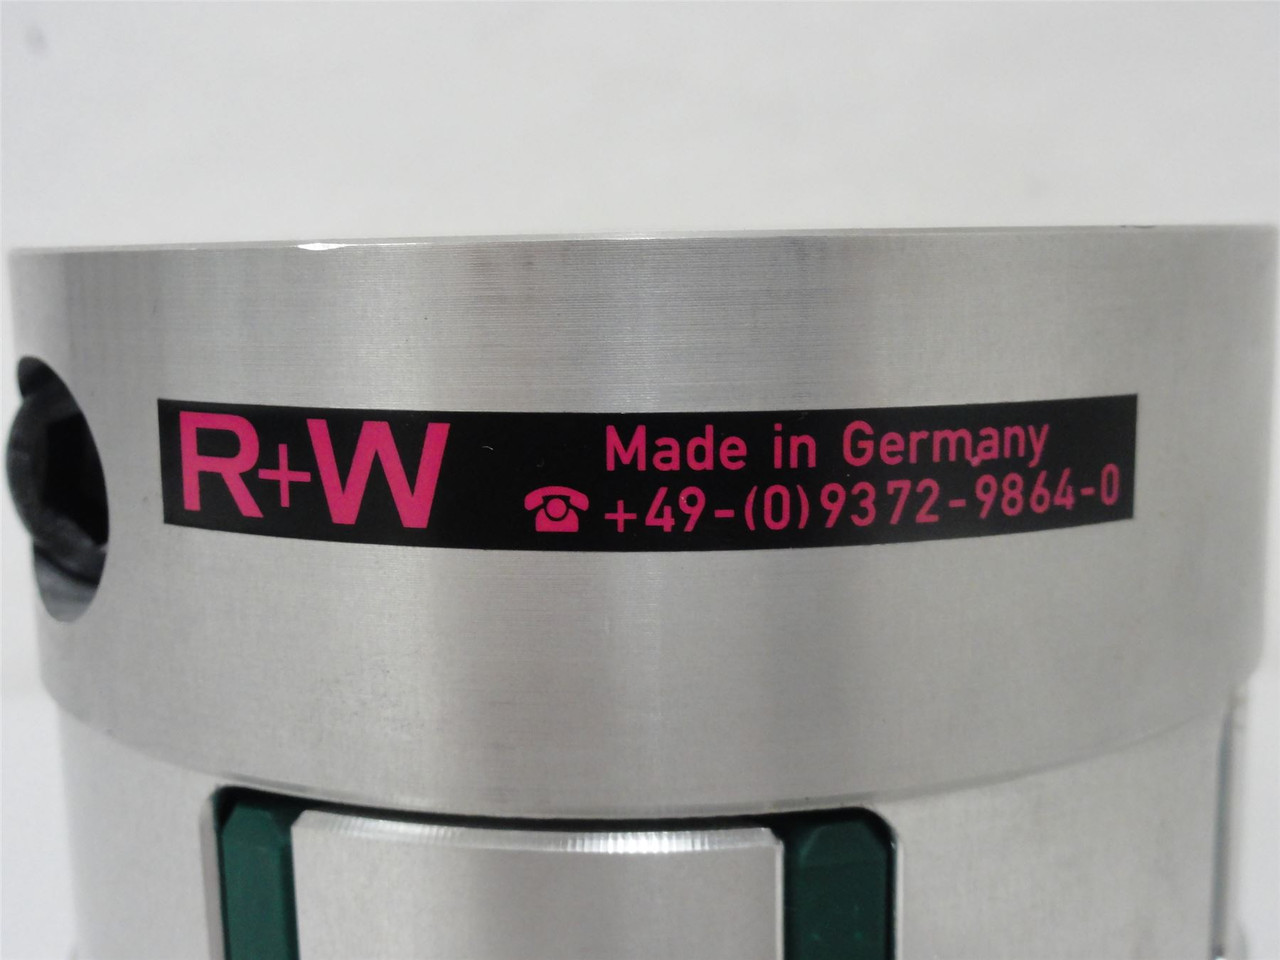 R+W
Made in Germany
☎ +49-(0)9372-9864-0